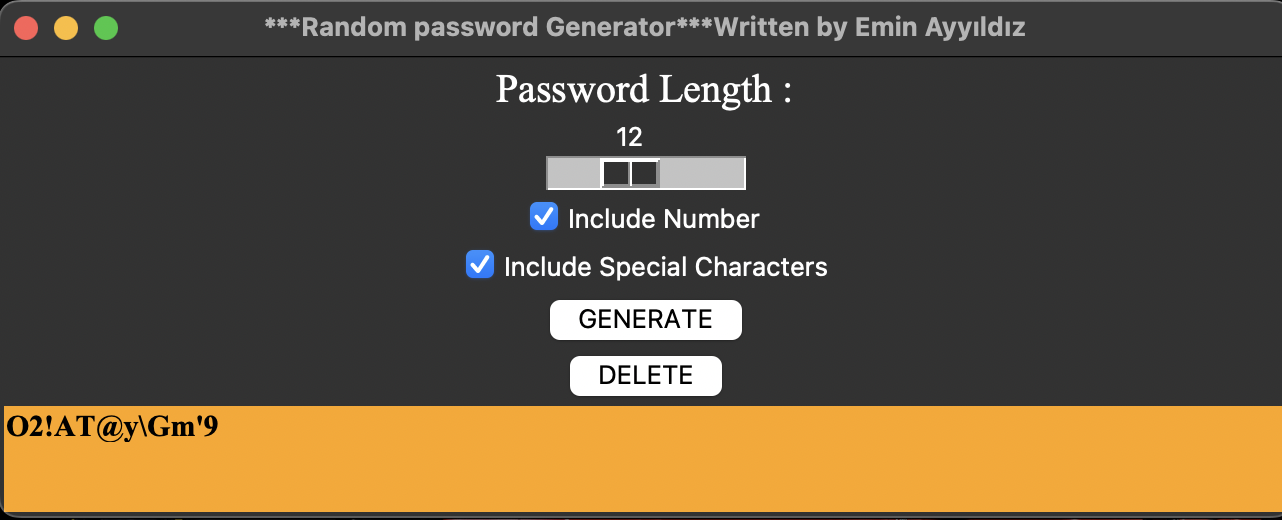 ***Random password Generator***Written by Emin Ayyıldız
Password Length :
12
Include Number
Include Special Characters
GENERATE
DELETE
O2!AT@y\Gm'9